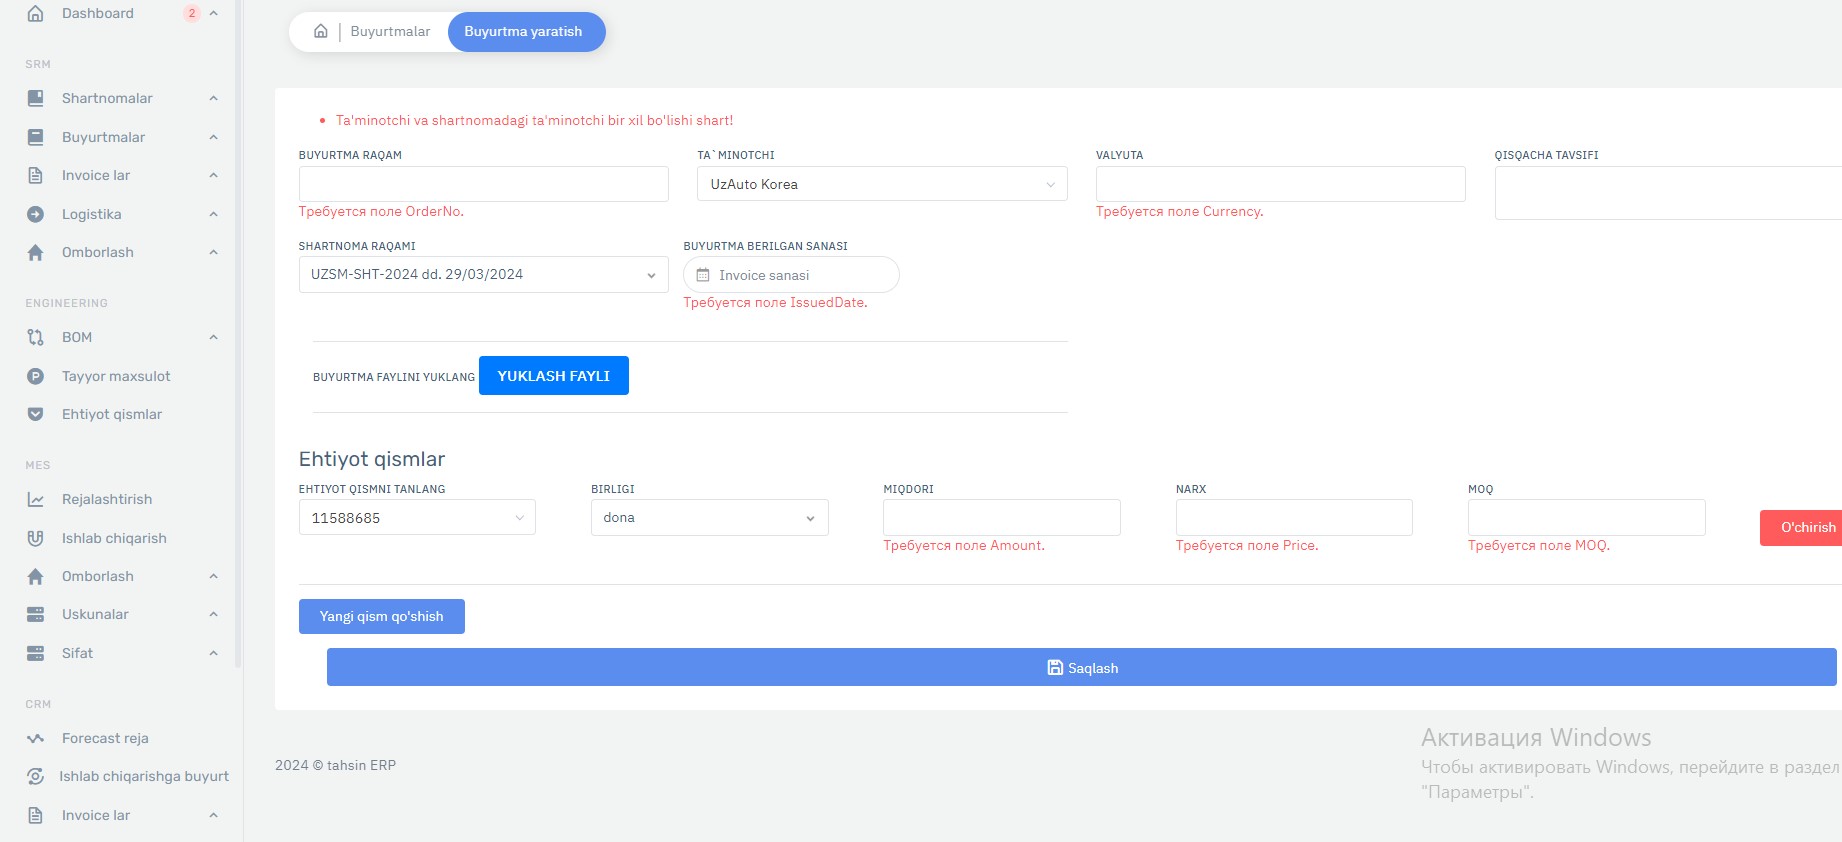 Dashboard 2
SRM
Shartnomalar
Buyurtmalar
Invoice lar
Logistika
Omborlash
ENGINEERING
BOM
Tayyor maxsulot
Ehtiyot qismlar
MES
Rejalashtirish
Ishlab chiqarish
Omborlash
Uskunalar
Sifat
CRM
Forecast reja
Ishlab chiqarishga buyurt
Invoice lar
Buyurtmalar Buyurtma yaratish
Ta'minotchi va shartnomadagi ta'minotchi bir xil bo'lishi shart!
BUYURTMA RAQAM TA`MINOTCHI VALYUTA QISQACHA TAVSIFI
UzAuto Korea
Требуется поле OrderNo. Требуется поле Currency.
SHARTNOMA RAQAMI BUYURTMA BERILGAN SANASI
UZSM-SHT-2024 dd. 29/03/2024 Invoice sanasi
Требуется поле IssuedDate.
BUYURTMA FAYLINI YUKLANG YUKLASH FAYLI
Ehtiyot qismlar
EHTIYOT QISMNI TANLANG BIRLIGI MIQDORI NARX MOQ
11588685 dona O'chirish
Требуется поле Amount. Требуется поле Price. Требуется поле MOQ.
Yangi qism qo'shish
Saqlash
2024 © tahsin ERP
Активация Windows
Чтобы активировать Windows, перейдите в раздел
"Параметры".